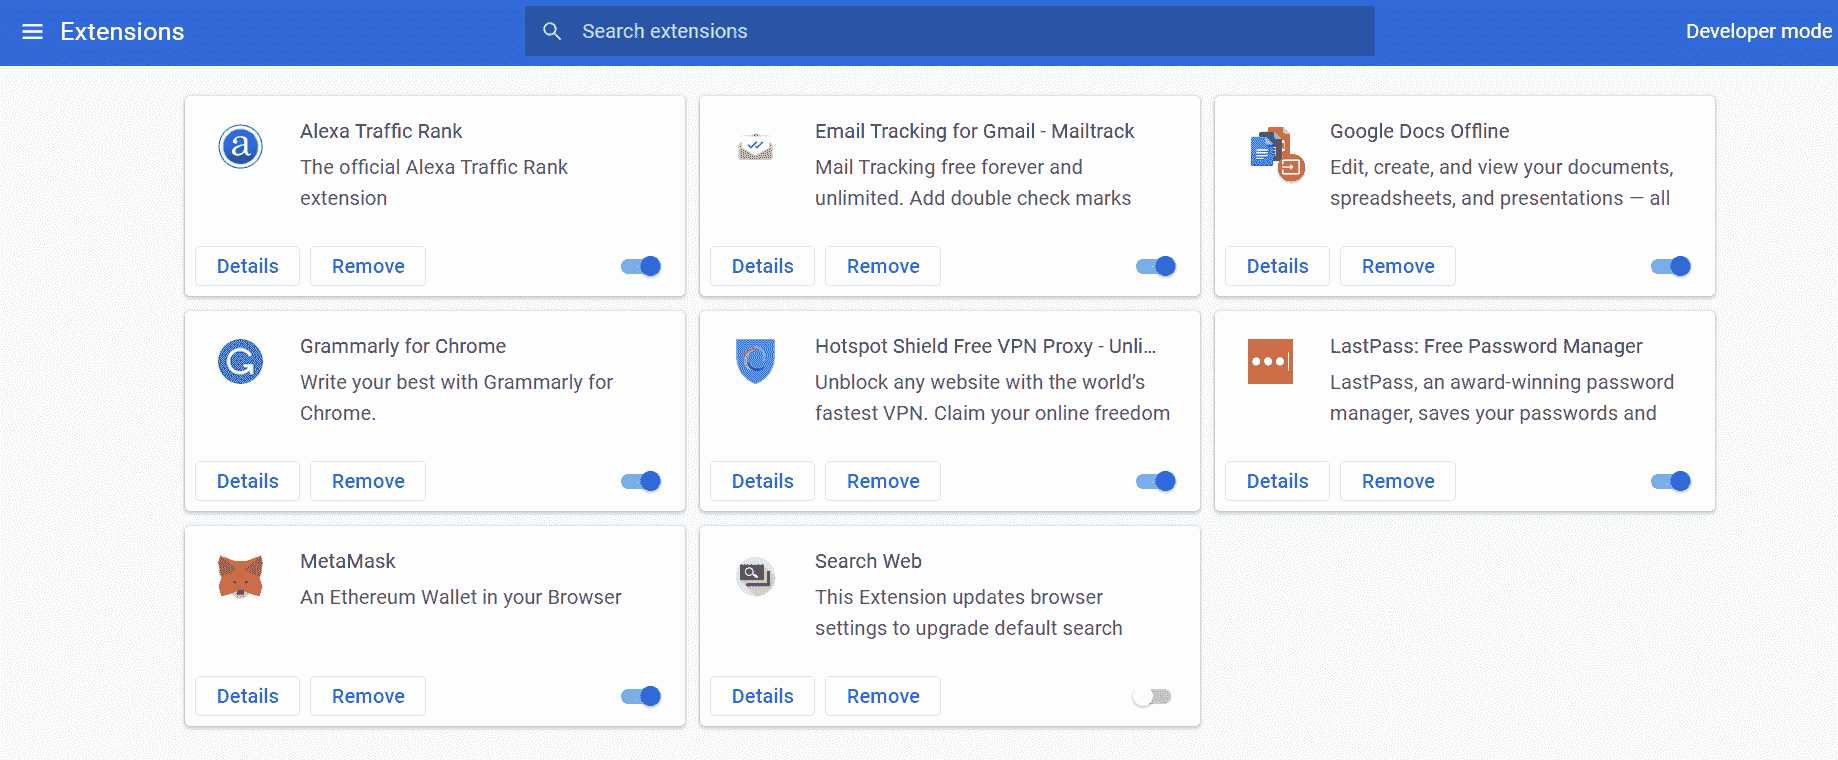 Extensions
Search extensions
Developer mode
Alexa Traffic Rank
The official Alexa Traffic Rank
extension
Details
Remove
Email Tracking for Gmail - Mailtrack
Mail Tracking free forever and
unlimited. Add double check marks
Details
Remove
Google Docs Offline
Edit, create, and view your documents,
spreadsheets, and presentations — all
Details
Remove
Grammarly for Chrome
Write your best with Grammarly for
Chrome.
Details
Remove
Hotspot Shield Free VPN Proxy - Unli...
Unblock any website with the world’s
fastest VPN. Claim your online freedom
Details
Remove
LastPass: Free Password Manager
LastPass, an award-winning password
manager, saves your passwords and
Details
Remove
MetaMask
An Ethereum Wallet in your Browser
Details
Remove
Search Web
This Extension updates browser
settings to upgrade default search
Details
Remove